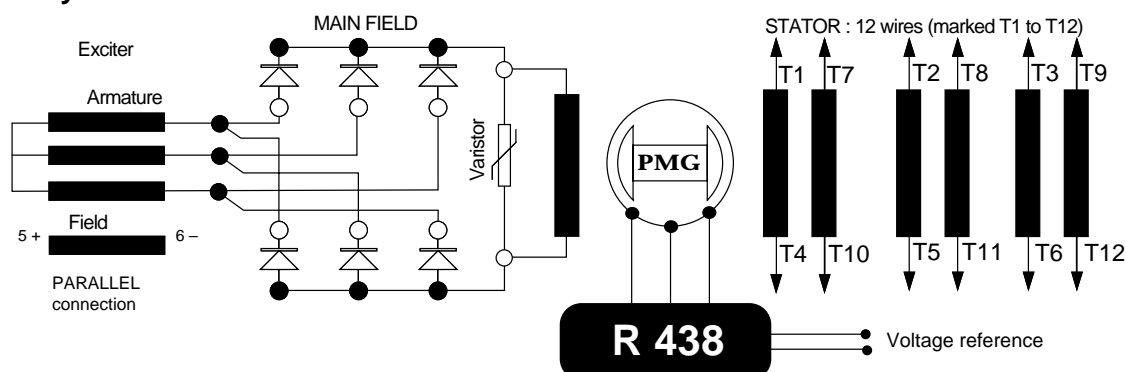 MAIN FIELD
STATOR : 12 wires (marked T1 to T12)
Exciter
Armature
Varistor
PMG
T1 T7 T2 T8 T3 T9
Field
5 + 6 –
T4 T10 T5 T11 T6 T12
PARALLEL
connection
R 438
Voltage reference